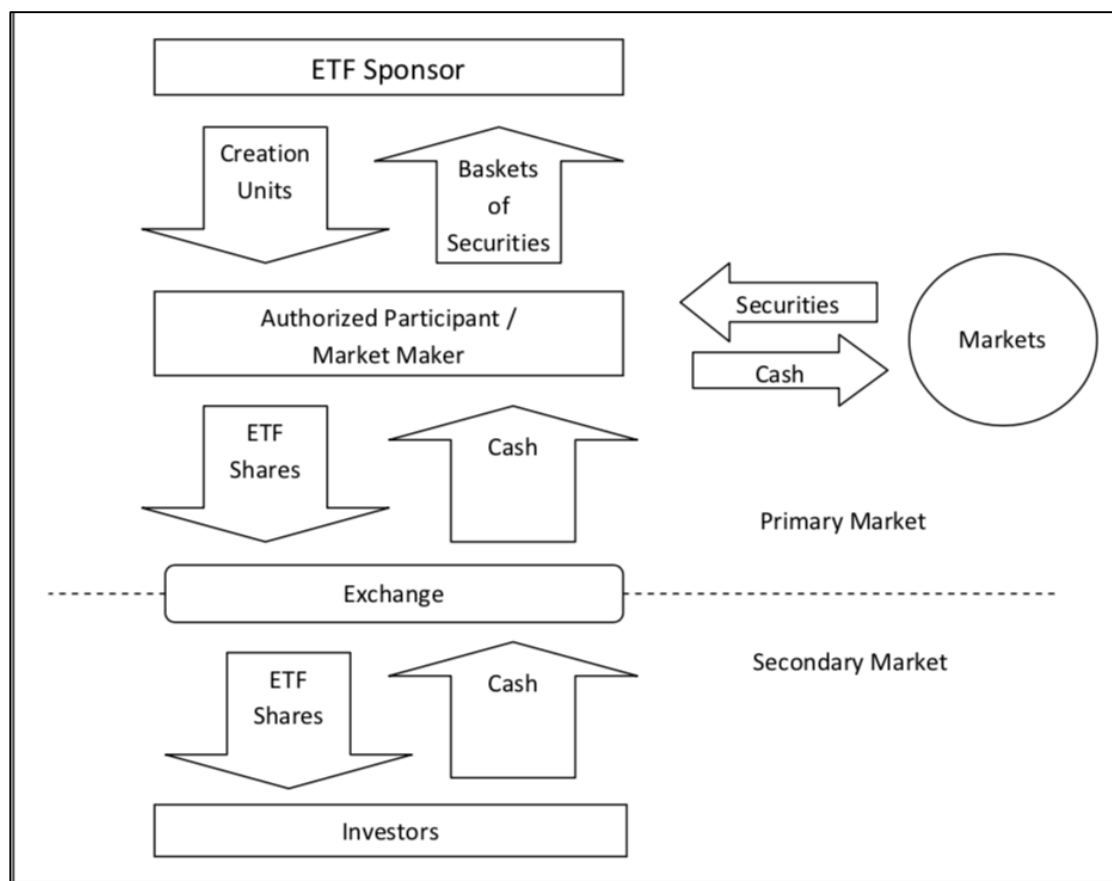 ETF Sponsor
Creation
Units
Baskets
of
Securities
Securities
Cash
Markets
Authorized Participant /
Market Maker
ETF
Shares
Cash
Primary Market
Exchange
Secondary Market
ETF
Shares
Cash
Investors